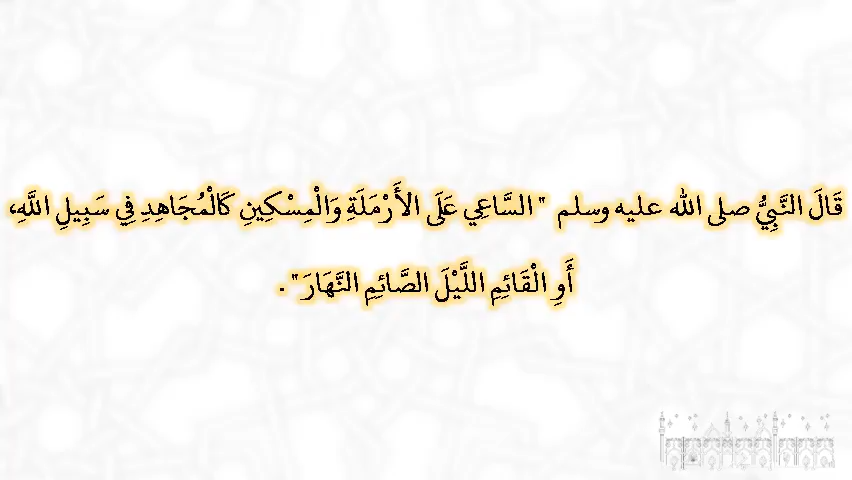 قَالَ النَّبِيُّ صلى الله عليه وسلم " السَّاعِي عَلَى الأَرْمَلَةِ وَالْمِسْكِينِ كَالْمُجَاهِدِ فِي سَبِيلِ اللَّهِ،
أَوِ الْقَائِمِ اللَّيْلَ الصَّائِمِ النَّهَارَ ".